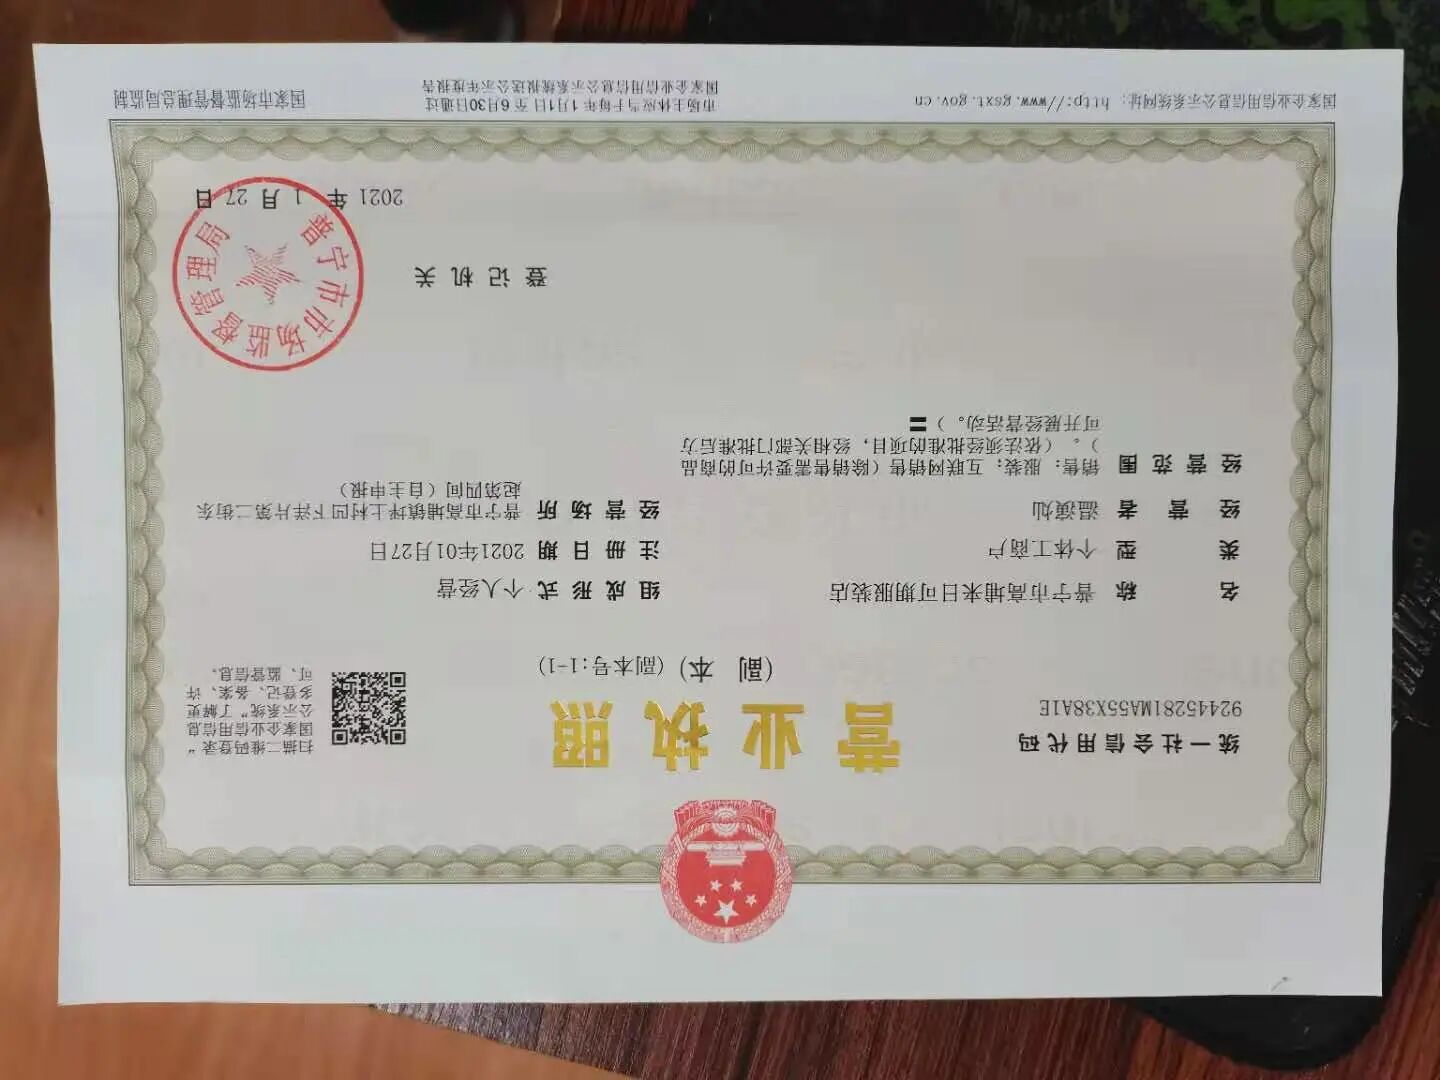 统一社会信用代码
92445281MA55X38A1E
营业执照
（副 本）（副本号:1-1）
扫描二维码登录“
国家企业信用信息
公示系统”了解更
多登记、备案、许
可、监管信息。
名 称 普宁市高埔来日可期服装店
类 型 个体工商户
经 营 者 温演灿
经 营 范 围 销售：服装；互联网销售（除销售需要许可的商品
）。（依法须经批准的项目，经相关部门批准后方
可开展经营活动。）〓
组 成 形 式 个人经营
注 册 日 期 2021年01月27日
经 营 场 所 普宁市高埔镇坪上村四下洋片第二街东
起第四间（自主申报）
登 记 机 关
普宁市市场监督管理局
2021 年 1 月 27 日
国家企业信用信息公示系统网址：http://www.gsxt.gov.cn
市场主体应当于每年1月1日 至 6月30日通过
国家企业信用信息公示系统报送公示年度报告
国家市场监督管理总局监制